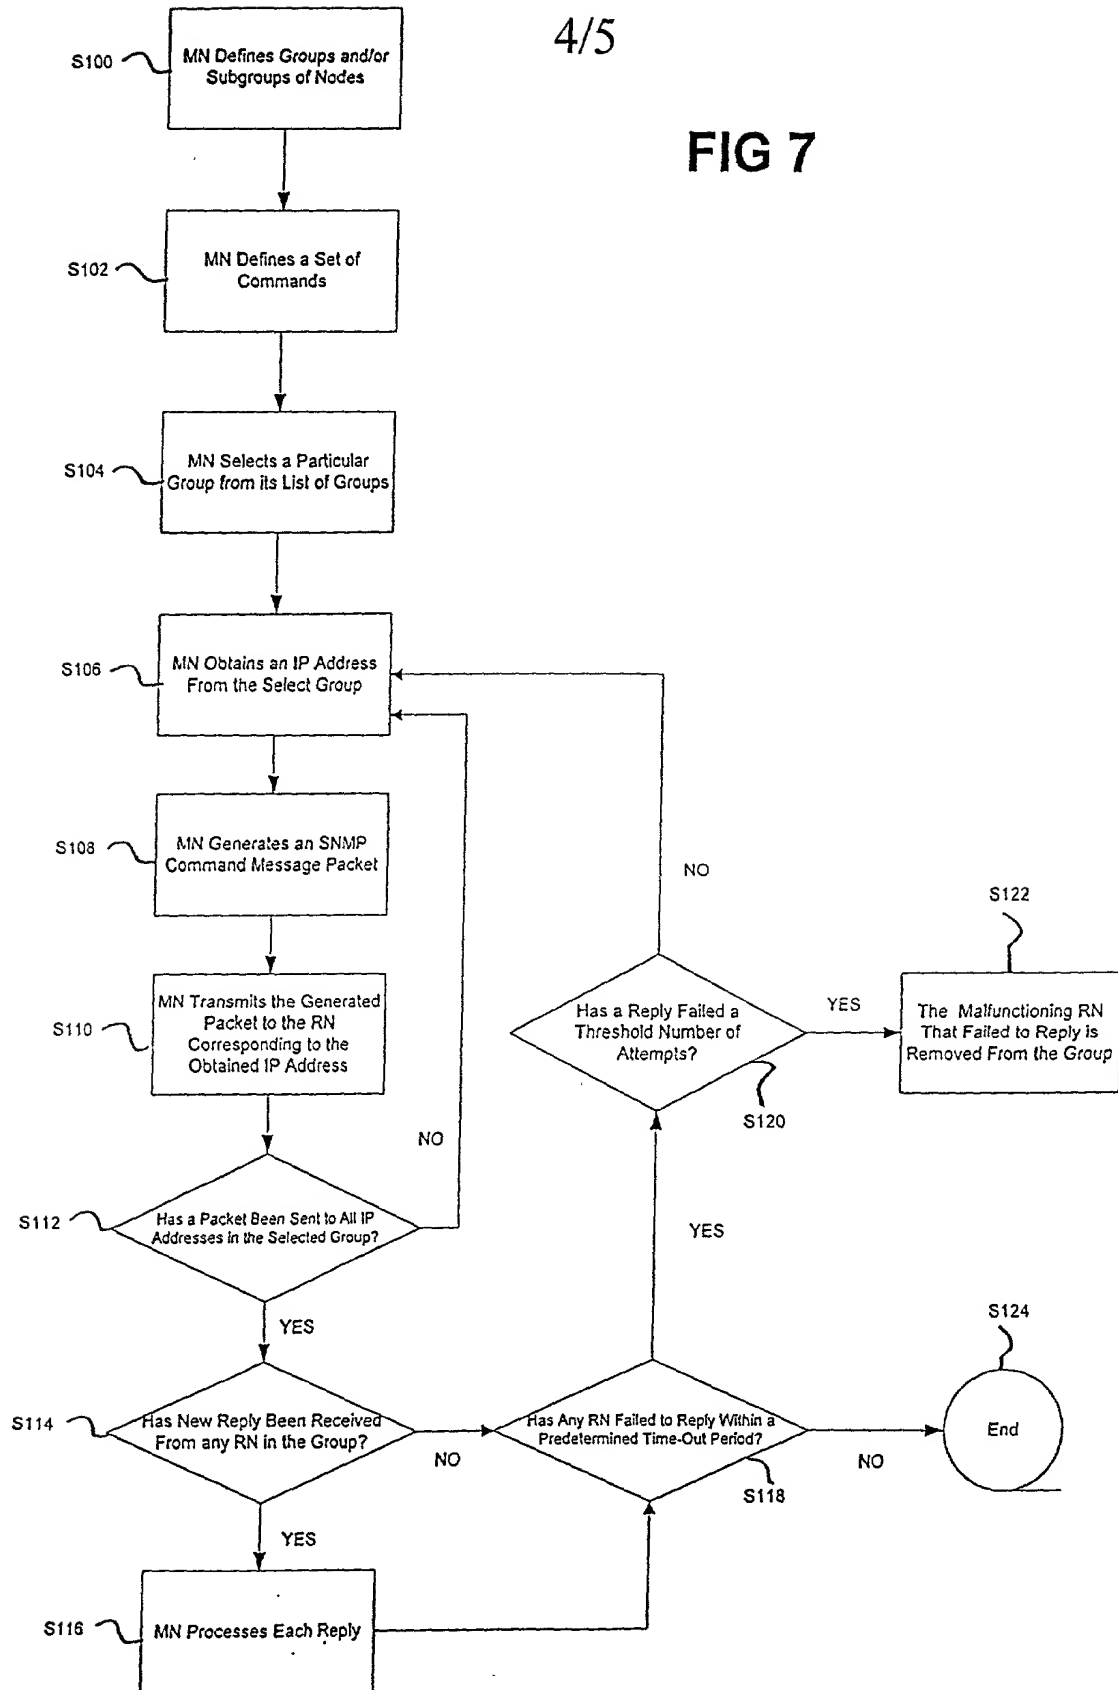 4/5
FIG 7
S100
MN Defines Groups and/or
Subgroups of Nodes
S102
MN Defines a Set of
Commands
S104
MN Selects a Particular
Group from its List of Groups
S106
MN Obtains an IP Address
From the Select Group
S108
MN Generates an SNMP
Command Message Packet
S110
MN Transmits the Generated
Packet to the RN
Corresponding to the
Obtained IP Address
NO
S112
Has a Packet Been Sent to All IP
Addresses in the Selected Group?
YES
S114
Has New Reply Been Received
From any RN in the Group?
NO
YES
S116
MN Processes Each Reply
Has Any RN Failed to Reply Within a
Predetermined Time-Out Period?
S118
NO
YES
S124
End
Has a Reply Failed a
Threshold Number of
Attempts?
S120
NO
YES
S122
The Malfunctioning RN
That Failed to Reply is
Removed From the Group